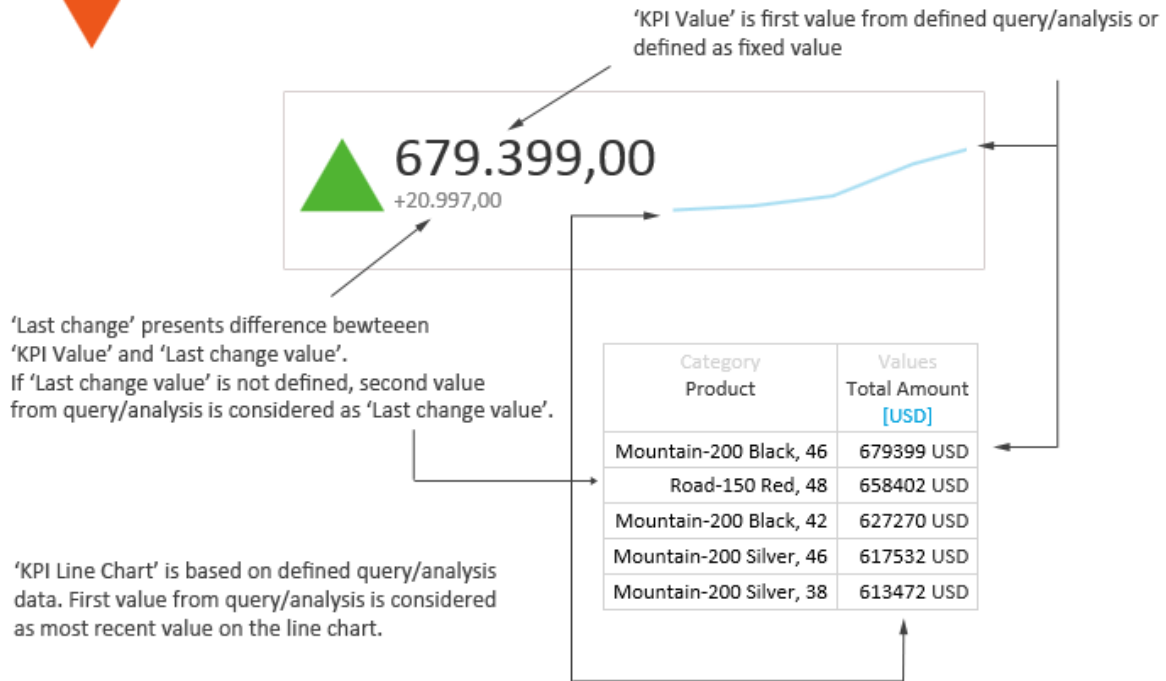 ‘KPI Value’ is first value from defined query/analysis or
defined as fixed value
679.399,00
+20.997,00
‘Last change’ presents difference bewteeen
‘KPI Value’ and ‘Last change value’.
If ‘Last change value’ is not defined, second value
from query/analysis is considered as ‘Last change value’.
Category Values
Product Total Amount
[USD]
Mountain-200 Black, 46 679399 USD
Road-150 Red, 48 658402 USD
Mountain-200 Black, 42 627270 USD
Mountain-200 Silver, 46 617532 USD
Mountain-200 Silver, 38 613472 USD
‘KPI Line Chart’ is based on defined query/analysis
data. First value from query/analysis is considered
as most recent value on the line chart.